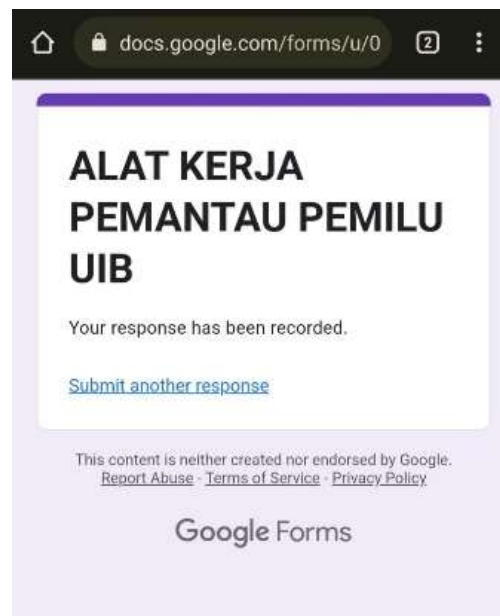 docs.google.com/forms/u/0
2
ALAT KERJA
PEMANTAU PEMILU
UIB
Your response has been recorded.
Submit another response
This content is neither created nor endorsed by Google.
Report Abuse - Terms of Service - Privacy Policy
Google Forms